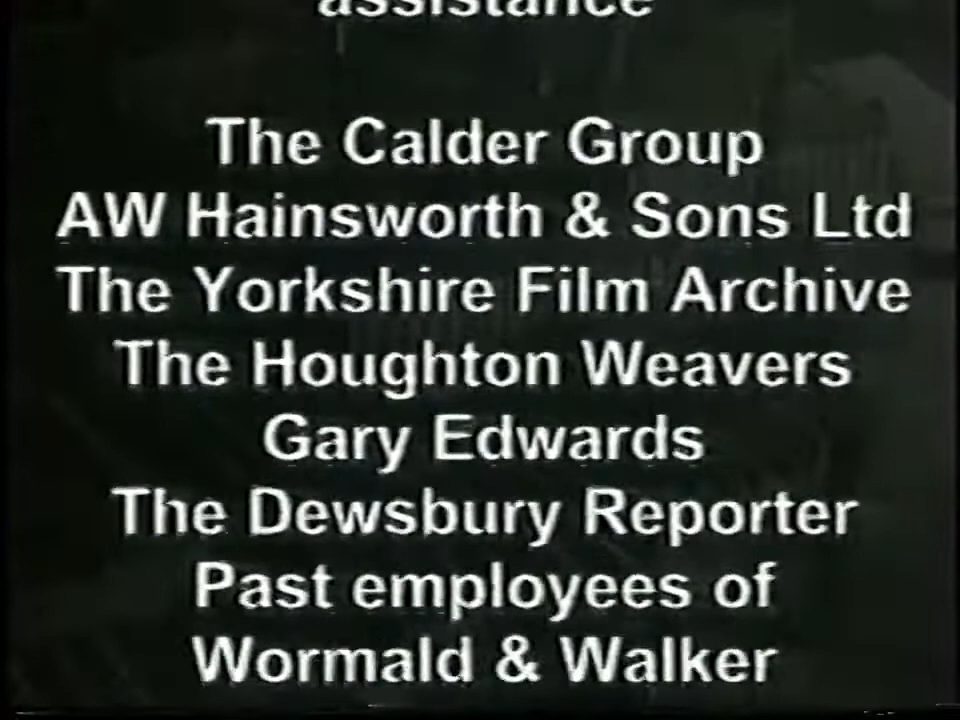 assistance
The Calder Group
AW Hainsworth & Sons Ltd
The Yorkshire Film Archive
The Houghton Weavers
Gary Edwards
The Dewsbury Reporter
Past employees of
Wormald & Walker